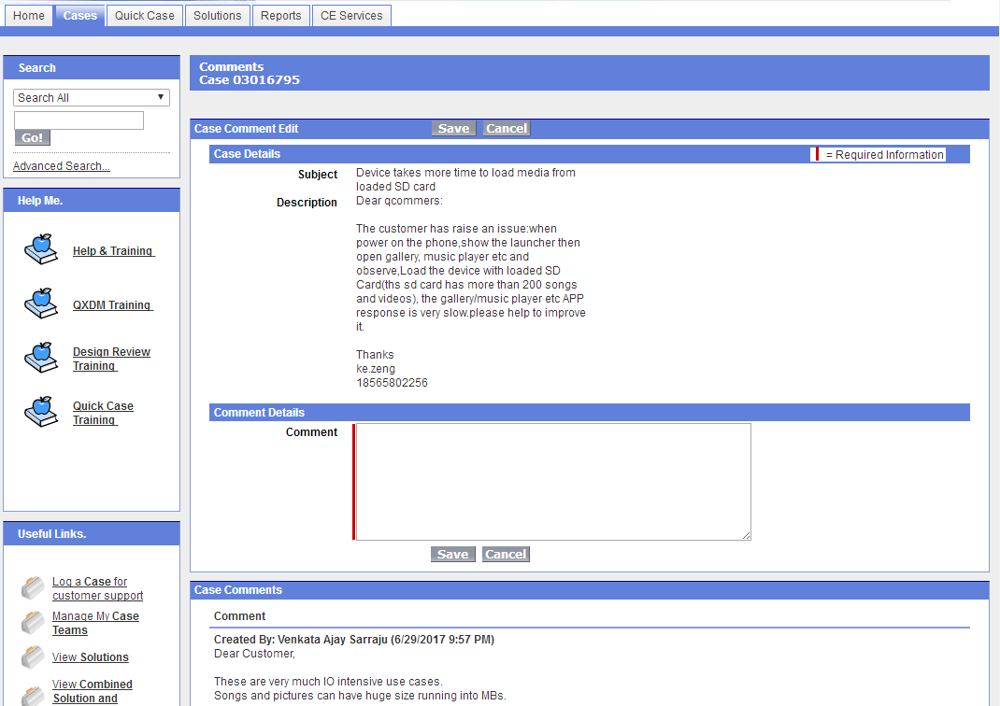 Home
Cases
Quick Case
Solutions
Reports
CE Services
Search
Search All
Go!
Advanced Search...
Help Me.
Help & Training
QXDM Training
Design Review
Training
Quick Case
Training
Useful Links.
Log a Case for
customer support
Manage My Case
Teams
View Solutions
View Combined
Solution and
Comments
Case 03016795
Case Comment Edit
Save
Cancel
Case Details
= Required Information
Subject
Device takes more time to load media from
loaded SD card
Description
Dear qcommers:
The customer has raise an issue:when
power on the phone,show the launcher then
open gallery, music player etc and
observe,Load the device with loaded SD
Card(ths sd card has more than 200 songs
and videos), the gallery/music player etc APP
response is very slow.please help to improve
it.
Thanks
ke.zeng
18565802256
Comment Details
Comment
Save
Cancel
Case Comments
Comment
Created By: Venkata Ajay Sarraju (6/29/2017 9:57 PM)
Dear Customer,
These are very much IO intensive use cases.
Songs and pictures can have huge size running into MBs.